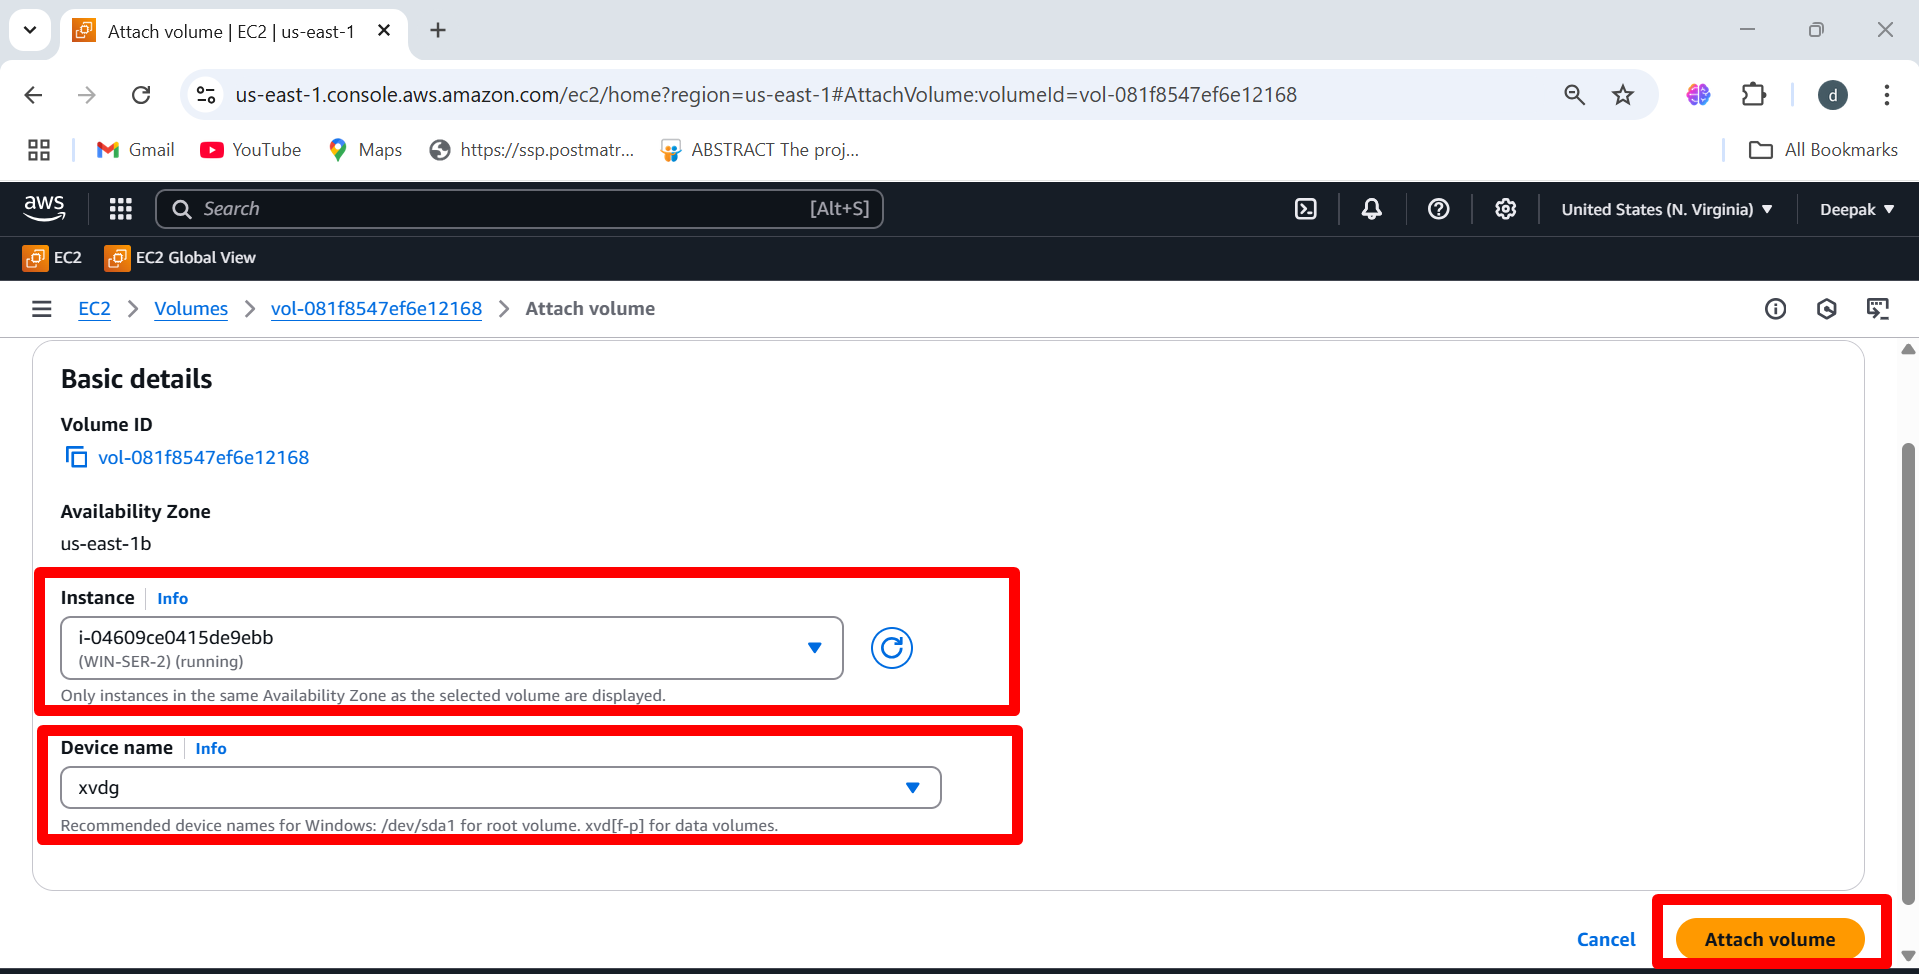 Attach volume | EC2 | us-east-1
us-east-1.console.aws.amazon.com/ec2/home?region=us-east-1#AttachVolume:volumeId=vol-081f8547ef6e12168
d
Gmail
YouTube
Maps
https://ssp.postmatr...
ABSTRACT The proj...
All Bookmarks
aws
Search
[Alt+S]
United States (N. Virginia)
Deepak
EC2
EC2 Global View
EC2 > Volumes > vol-081f8547ef6e12168 > Attach volume
Basic details
Volume ID
vol-081f8547ef6e12168
Availability Zone
us-east-1b
Instance | Info
i-04609ce0415de9ebb
(WIN-SER-2) (running)
Only instances in the same Availability Zone as the selected volume are displayed.
Device name | Info
xvdg
Recommended device names for Windows: /dev/sda1 for root volume. xvd[f-p] for data volumes.
Cancel
Attach volume